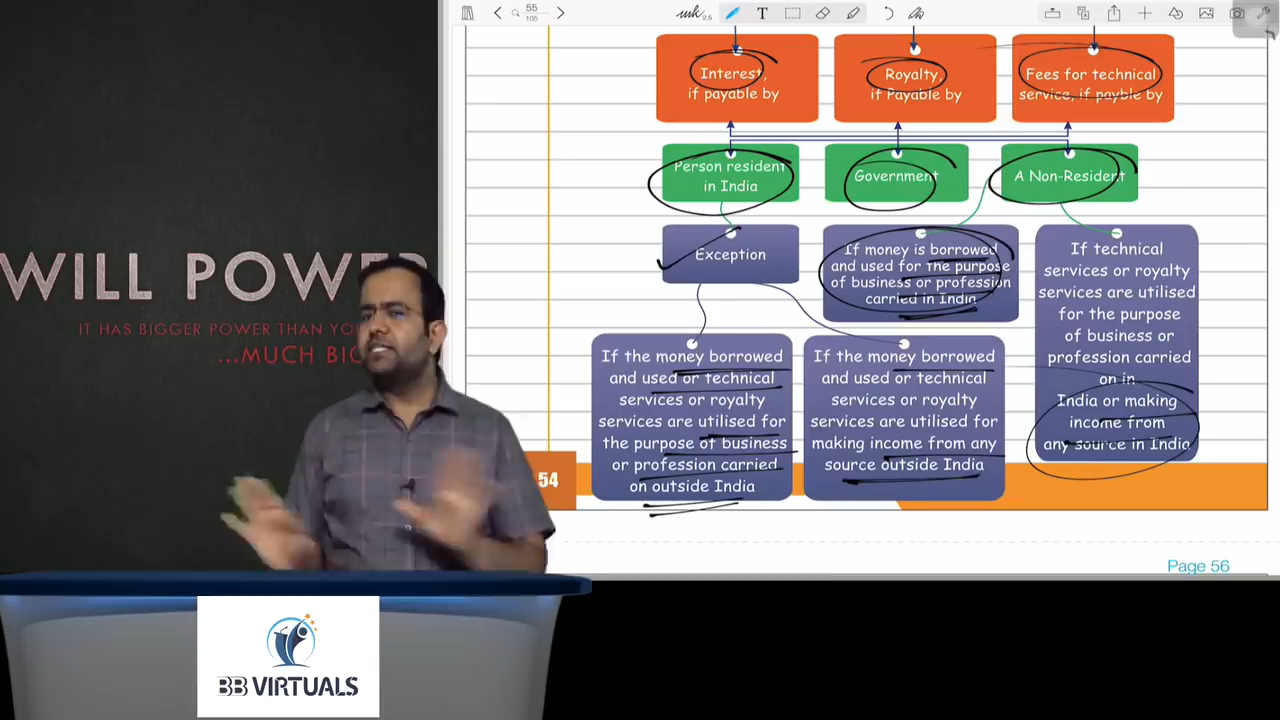 55
105
2.5
T
WILL POWER
IT HAS BIGGER POWER THAN YOU
...MUCH BIG
Interest,
if payable by
Royalty,
if Payable by
Fees for technical
service, if payble by
Person resident
in India
Government
A Non-Resident
Exception
If money is borrowed
and used for the purpose
of business or profession
carried in India
If technical
services or royalty
services are utilised
for the purpose
of business or
profession carried
on in
India or making
income from
any source in India
If the money borrowed
and used or technical
services or royalty
services are utilised for
the purpose of business
or profession carried
on outside India
If the money borrowed
and used or technical
services or royalty
services are utilised for
making income from any
source outside India
54
Page 56
BB VIRTUALS